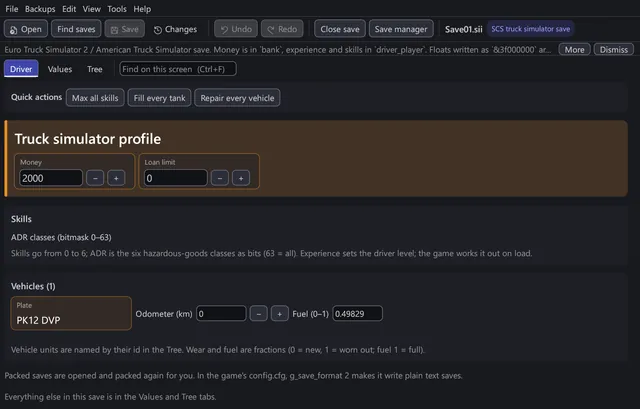 File Backups Edit View Tools Help
Open Find saves Save Changes Undo Redo Close save Save manager Save01.sii SCS truck simulator save
Euro Truck Simulator 2 / American Truck Simulator save. Money is in `bank`, experience and skills in `driver_player`. Floats written as `&3f000000` ar... More Dismiss
Driver Values Tree Find on this screen (Ctrl+F)
Quick actions Max all skills Fill every tank Repair every vehicle
Truck simulator profile
Money Loan limit
2000 − + 0 − +
Skills
ADR classes (bitmask 0–63)
Skills go from 0 to 6; ADR is the six hazardous-goods classes as bits (63 = all). Experience sets the driver level; the game works it out on load.
Vehicles (1)
Plate
PK12 DVP Odometer (km) 0 − + Fuel (0–1) 0.49829
Vehicle units are named by their id in the Tree. Wear and fuel are fractions (0 = new, 1 = worn out; fuel 1 = full).
Packed saves are opened and packed again for you. In the game's config.cfg, g_save_format 2 makes it write plain text saves.
Everything else in this save is in the Values and Tree tabs.